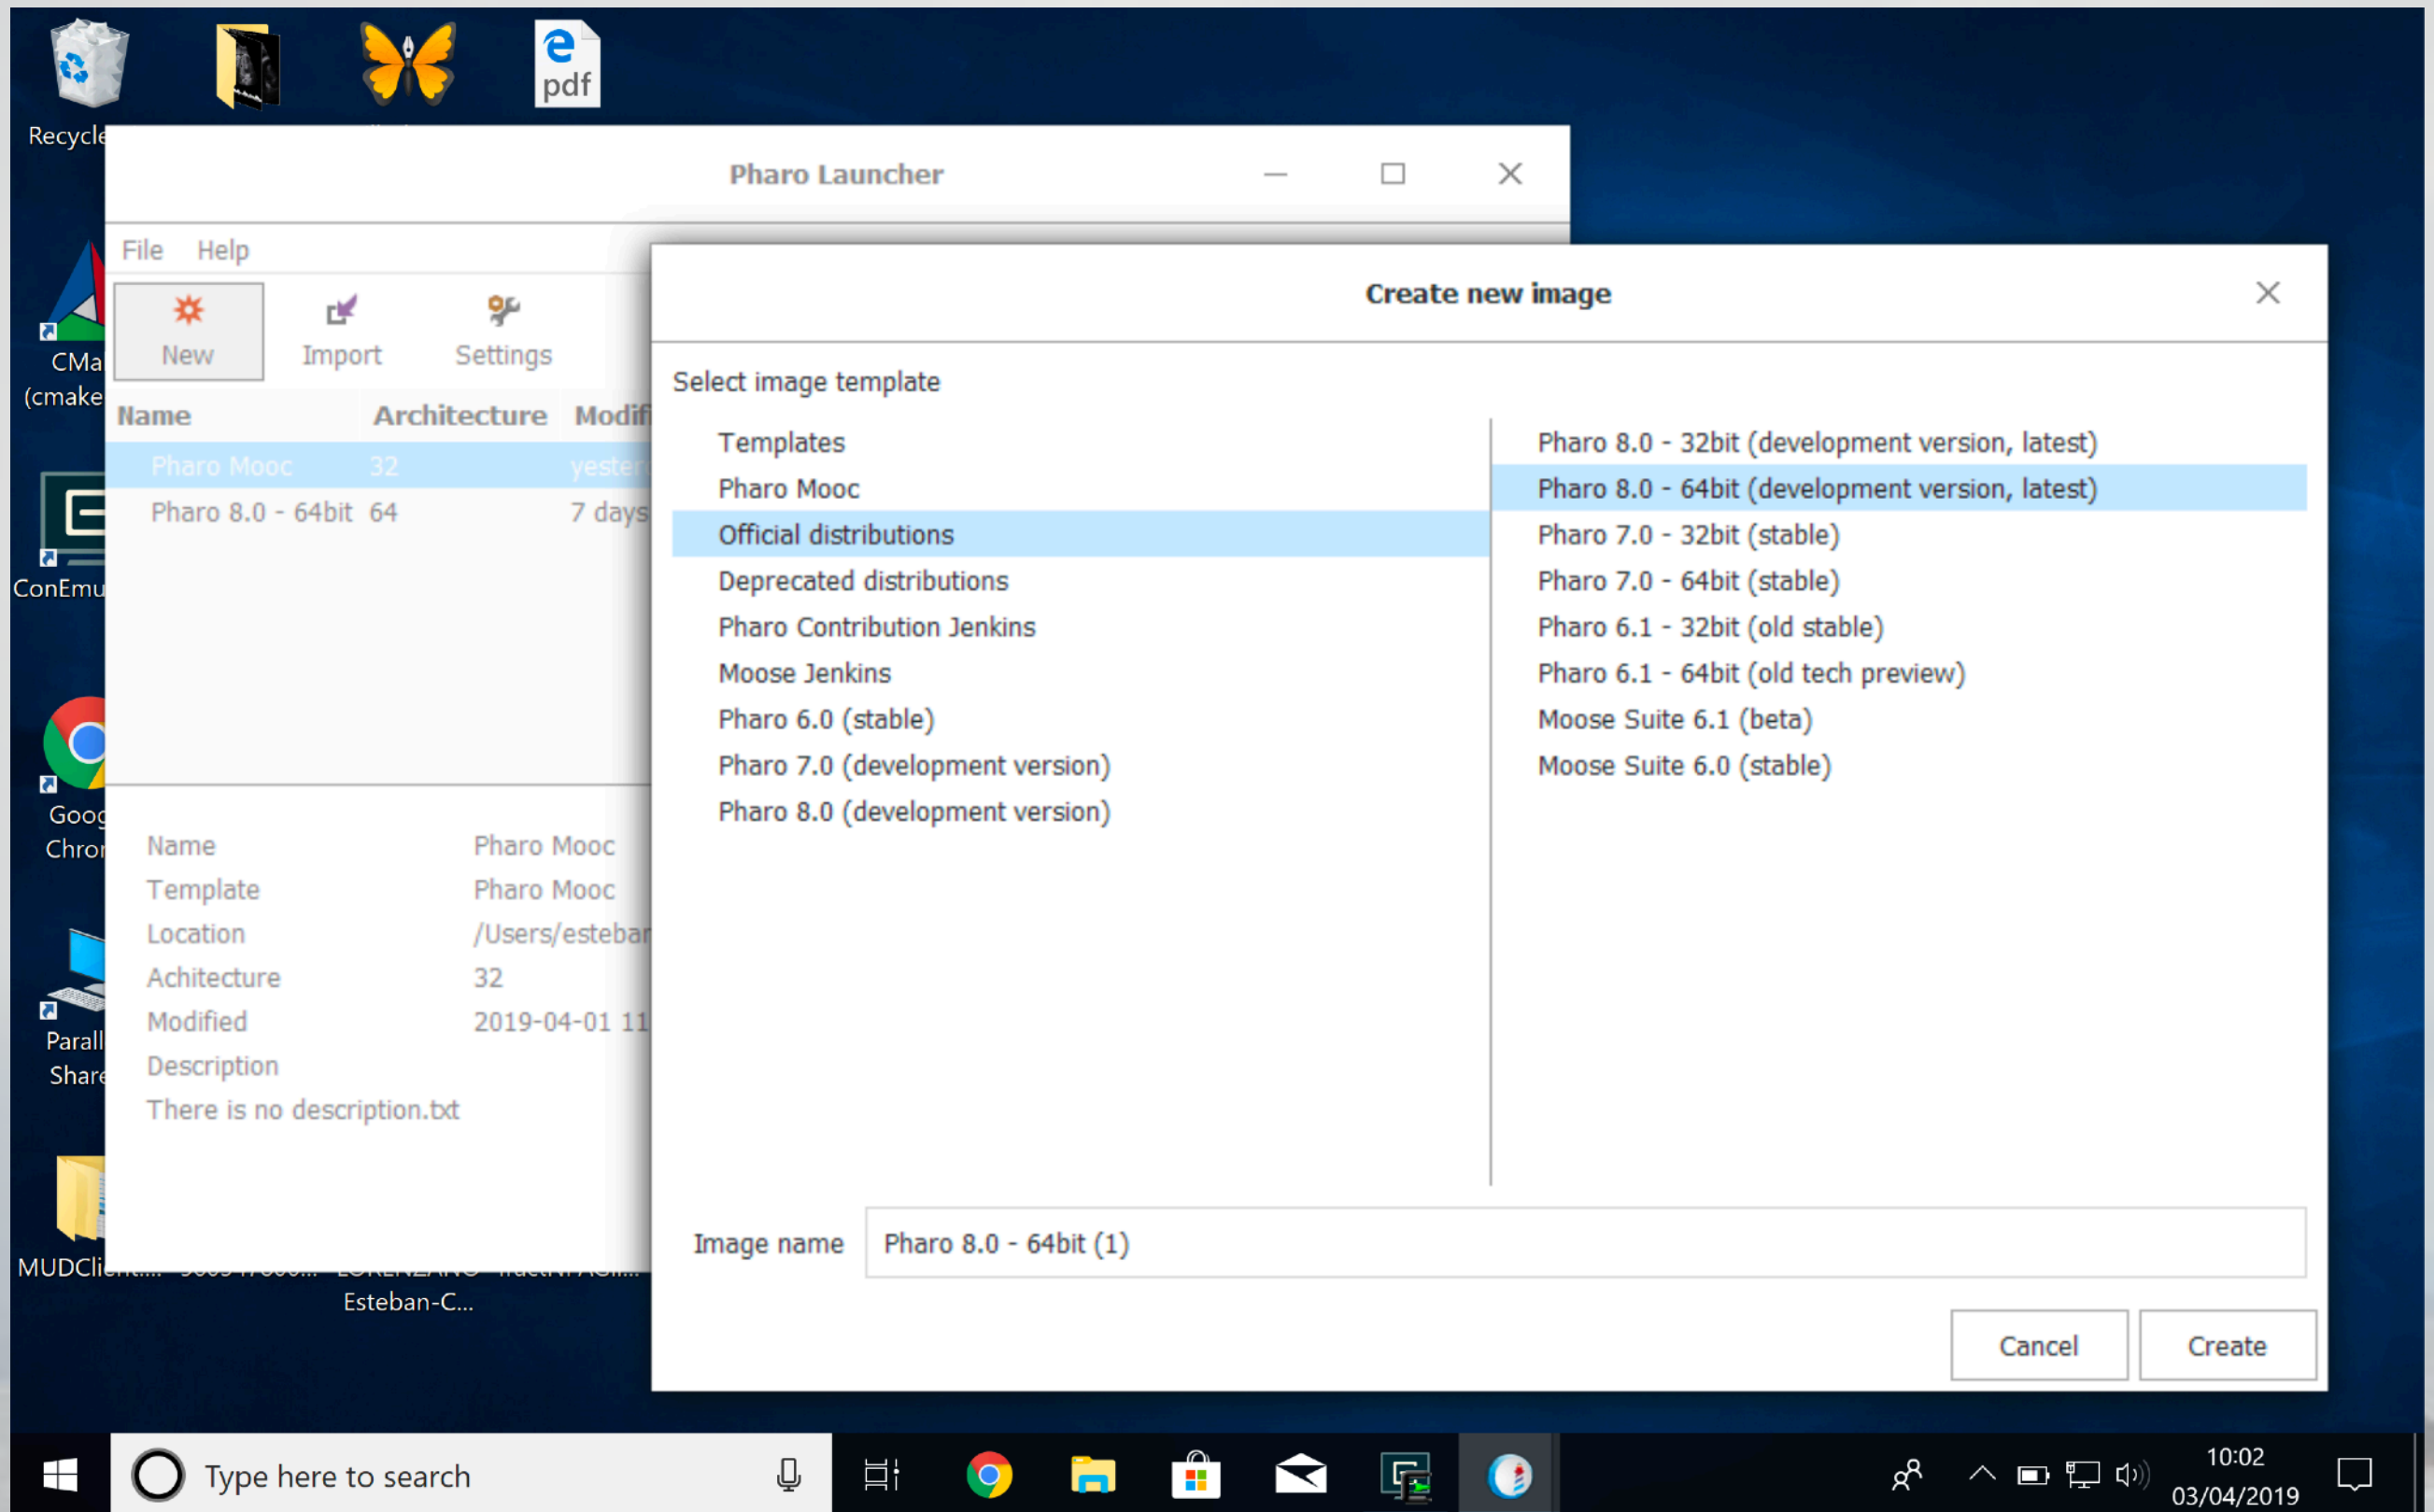 e
pdf
Recycle
Pharo Launcher
File Help
New Import Settings
Name Architecture Modifi
Pharo Mooc 32 yester
Pharo 8.0 - 64bit 64 7 days
CMa
(cmake
ConEmu
Goog
Chror
Parall
Share
MUDClient....
Esteban-C...
Name Pharo Mooc
Template Pharo Mooc
Location /Users/esteban
Achitecture 32
Modified 2019-04-01 11
Description
There is no description.txt
Create new image
Select image template
Templates
Pharo Mooc
Official distributions
Deprecated distributions
Pharo Contribution Jenkins
Moose Jenkins
Pharo 6.0 (stable)
Pharo 7.0 (development version)
Pharo 8.0 (development version)
Pharo 8.0 - 32bit (development version, latest)
Pharo 8.0 - 64bit (development version, latest)
Pharo 7.0 - 32bit (stable)
Pharo 7.0 - 64bit (stable)
Pharo 6.1 - 32bit (old stable)
Pharo 6.1 - 64bit (old tech preview)
Moose Suite 6.1 (beta)
Moose Suite 6.0 (stable)
Image name Pharo 8.0 - 64bit (1)
Cancel Create
Type here to search
10:02
03/04/2019